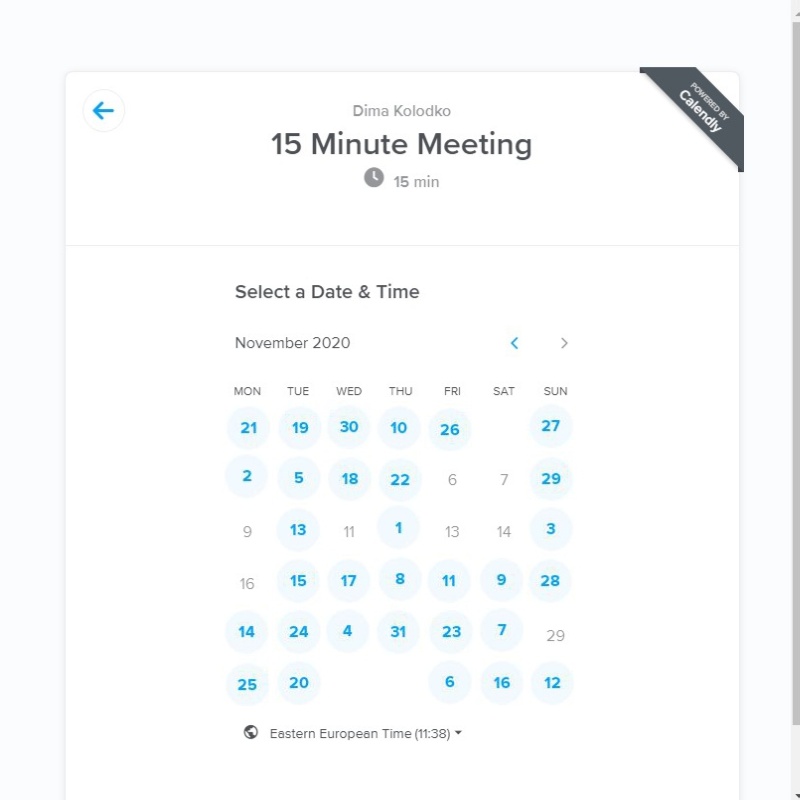 POWERED BY
Calendly
Dima Kolodko
15 Minute Meeting
15 min
Select a Date & Time
November 2020
MON TUE WED THU FRI SAT SUN
21 19 30 10 26 27
2 5 18 22 6 7 29
9 13 11 1 13 14 3
16 15 17 8 11 9 28
14 24 4 31 23 7 29
25 20 6 16 12
Eastern European Time (11:38)